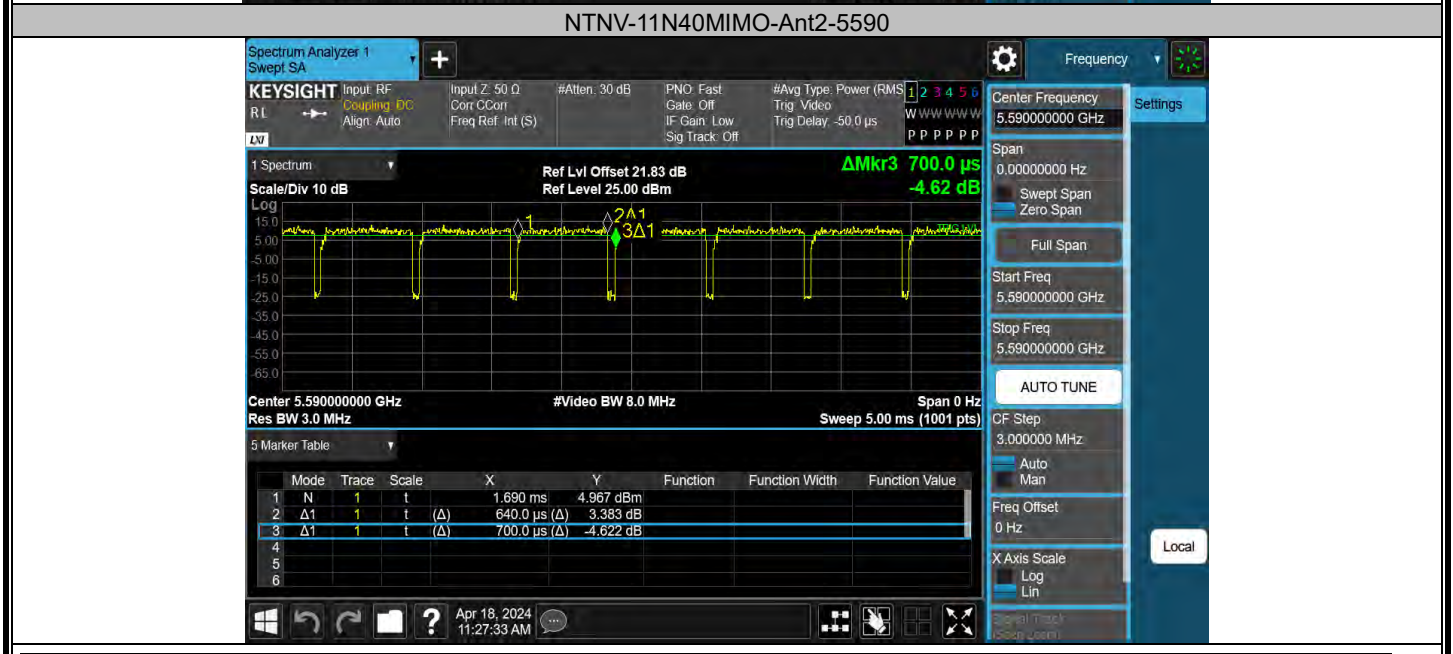 NTNV-11N40MIMO-Ant2-5590
Spectrum Analyzer 1
Swept SA
+
Frequency
KEYSIGHT
RL
LXI
Input: RF
Coupling: DC
Align: Auto
Input Z: 50 Ω
Corr CCorr
Freq Ref: Int (S)
#Atten: 30 dB
PNO: Fast
Gate: Off
IF Gain: Low
Sig Track: Off
#Avg Type: Power (RMS
Trig: Video
Trig Delay: -50.0 µs
1 2 3 4 5 6
W W W W W W
P P P P P P
Center Frequency
5.590000000 GHz
Settings
1 Spectrum
Scale/Div 10 dB
Ref Lvl Offset 21.83 dB
Ref Level 25.00 dBm
ΔMkr3 700.0 µs
-4.62 dB
Log
15.0
5.00
-5.00
-15.0
-25.0
-35.0
-45.0
-55.0
-65.0
1
2Δ1
3Δ1
TRIG LVL
Center 5.590000000 GHz
Res BW 3.0 MHz
#Video BW 8.0 MHz
Span 0 Hz
Sweep 5.00 ms (1001 pts)
Span
0.00000000 Hz
Swept Span
Zero Span
Full Span
Start Freq
5.590000000 GHz
Stop Freq
5.590000000 GHz
AUTO TUNE
CF Step
3.000000 MHz
Auto
Man
Freq Offset
0 Hz
X Axis Scale
Log
Lin
Signal Track
(Span Zoom)
Local
5 Marker Table
Mode Trace Scale X Y Function Function Width Function Value
1 N 1 t 1.690 ms 4.967 dBm
2 Δ1 1 t (Δ) 640.0 µs (Δ) 3.383 dB
3 Δ1 1 t (Δ) 700.0 µs (Δ) -4.622 dB
4
5
6
?
Apr 18, 2024
11:27:33 AM